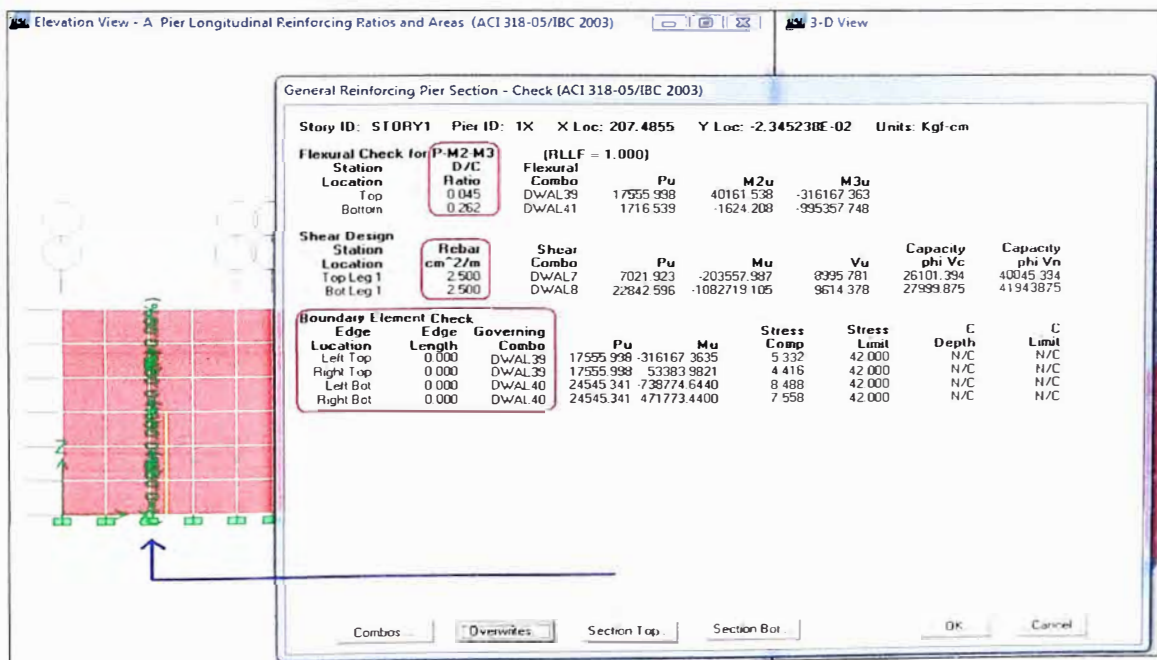 Elevation View - A Pier Longitudinal Reinforcing Ratios and Areas (ACI 318-05/IBC 2003)
3-D View
General Reinforcing Pier Section - Check (ACI 318-05/IBC 2003)
Story ID: STORY1 Pier ID: 1X X Loc: 207.4855 Y Loc: -2.345238E-02 Units: Kgf-cm
Flexural Check for P-M2-M3 (RLLF = 1.000)
Station D/C Flexural
Location Ratio Combo Pu M2u M3u
Top 0.045 DWAL39 17555.998 40161.538 -316167.363
Bottom 0.262 DWAL41 1716.539 -1624.208 -995357.748
Shear Design
Station Rebar Shear Capacity Capacity
Location cm^2/m Combo Pu Mu Vu phi Vc phi Vn
Top Leg 1 2.500 DWAL7 7021.923 -203557.987 8995.781 26101.394 40045.334
Bot Leg 1 2.500 DWAL8 22842.596 -1082719.105 9614.378 27999.875 41943875
Boundary Element Check
Edge Edge Governing Stress Stress C C
Location Length Combo Pu Mu Comp Limit Depth Limit
Left Top 0.000 DWAL39 17555.998 -316167.3635 5.332 42.000 N/C N/C
Right Top 0.000 DWAL39 17555.998 53383.9821 4.416 42.000 N/C N/C
Left Bot 0.000 DWAL40 24545.341 -738774.6440 8.488 42.000 N/C N/C
Right Bot 0.000 DWAL40 24545.341 471773.4400 7.558 42.000 N/C N/C
Z
Combos... Overwrites... Section Top... Section Bot... OK Cancel